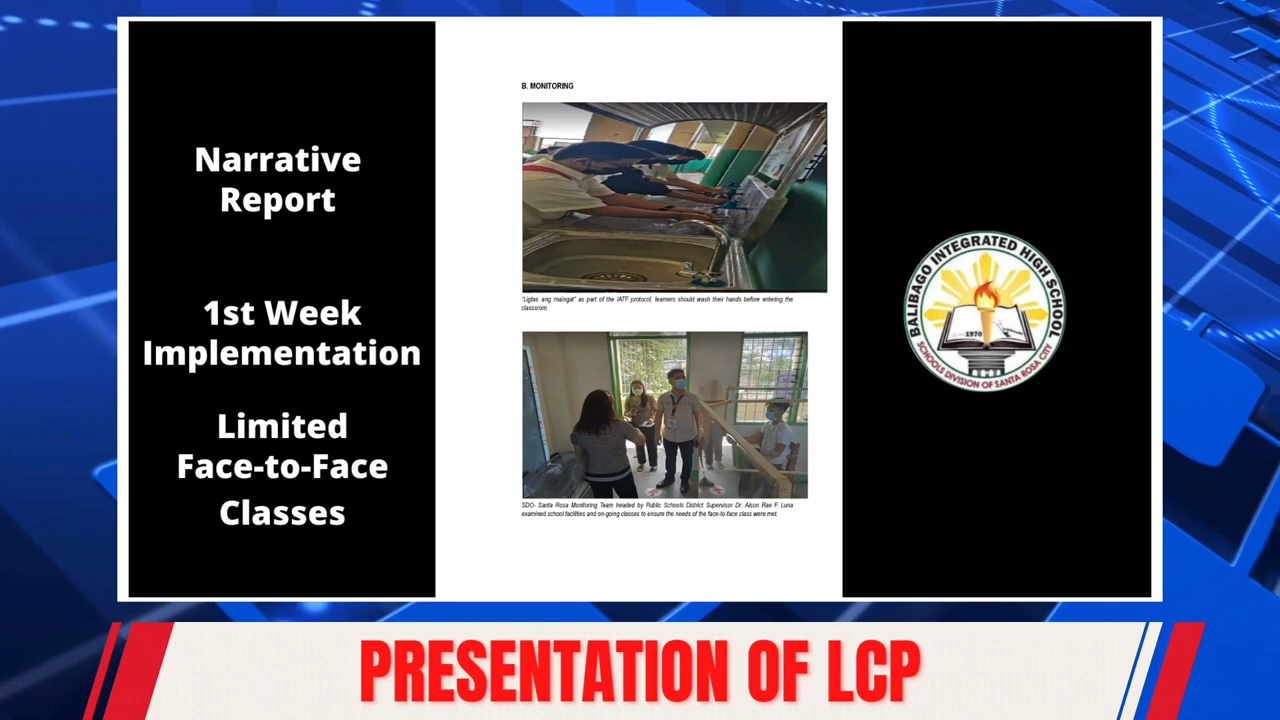 Narrative
Report
1st Week
Implementation
Limited
Face-to-Face
Classes
B. MONITORING
"Ligtas ang maingat" as part of the IATF protocol, learners should wash their hands before entering the
classsrom.
SDO- Santa Rosa Monitoring Team headed by Public Schools District Supervisor Dr. Alson Rae F. Luna
examined school facilities and on-going classes to ensure the needs of the face-to-face class were met.
BALIBAGO INTEGRATED HIGH SCHOOL
1970
SCHOOLS DIVISION OF SANTA ROSA CITY
PRESENTATION OF LCP